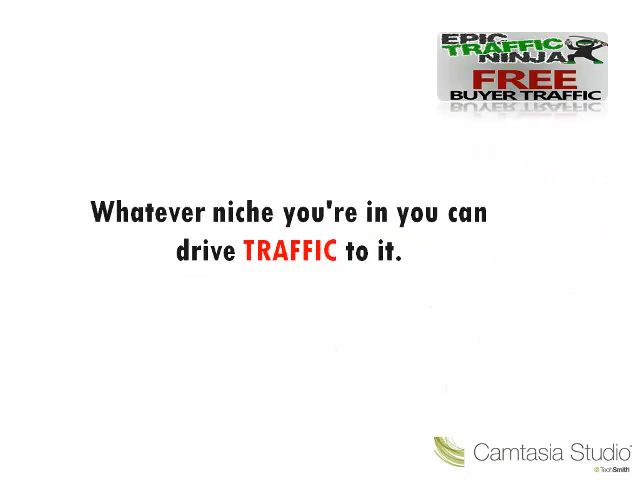 EPIC
TRAFFIC
NINJA
FREE
BUYER TRAFFIC
Whatever niche you're in you can
drive TRAFFIC to it.
Camtasia Studio
TechSmith